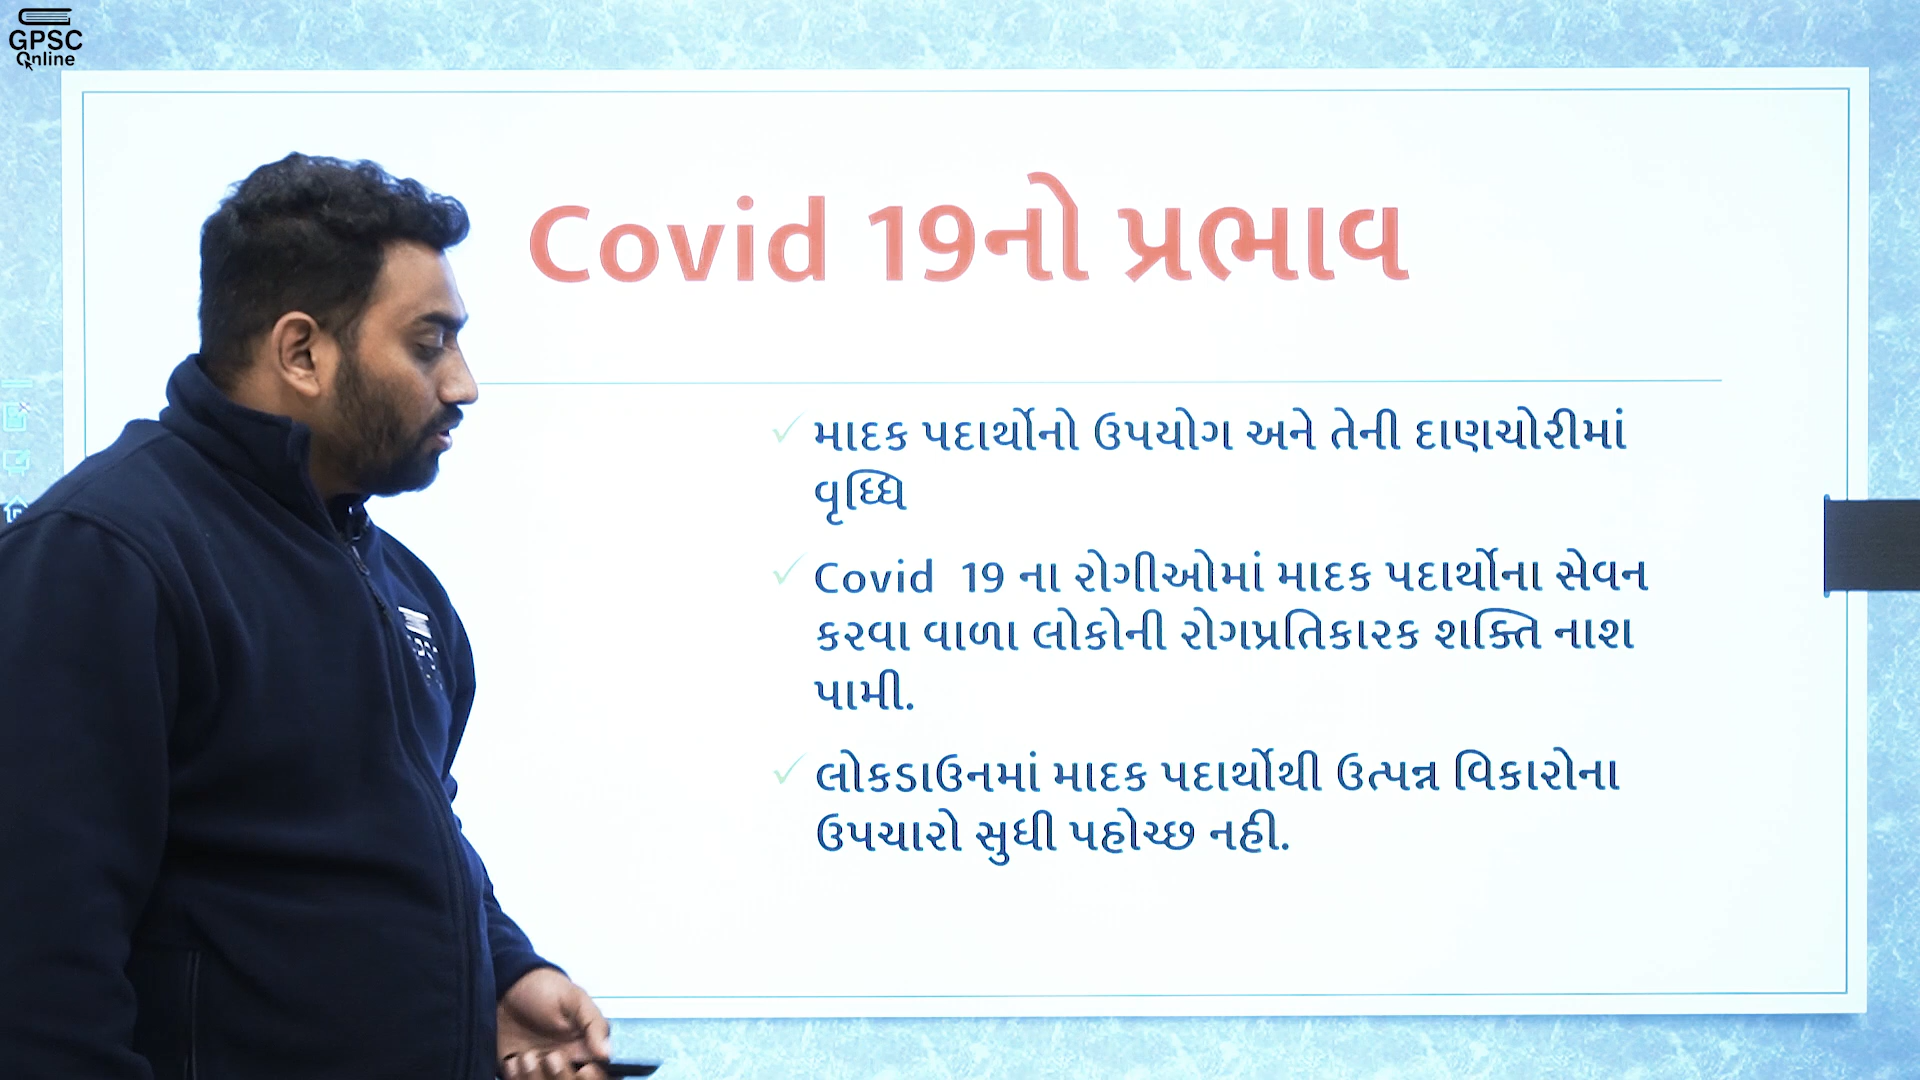 GPSC
Online
Covid 19નો પ્રભાવ
માદક પદાર્થોનો ઉપયોગ અને તેની દાણચોરીમાં
વૃધ્ધિ
Covid 19 ના રોગીઓમાં માદક પદાર્થોના સેવન
કરવા વાળા લોકોની રોગપ્રતિકારક શક્તિ નાશ
પામી.
લોકડાઉનમાં માદક પદાર્થોથી ઉત્પન્ન વિકારોના
ઉપચારો સુધી પહોચ્છ નહી.